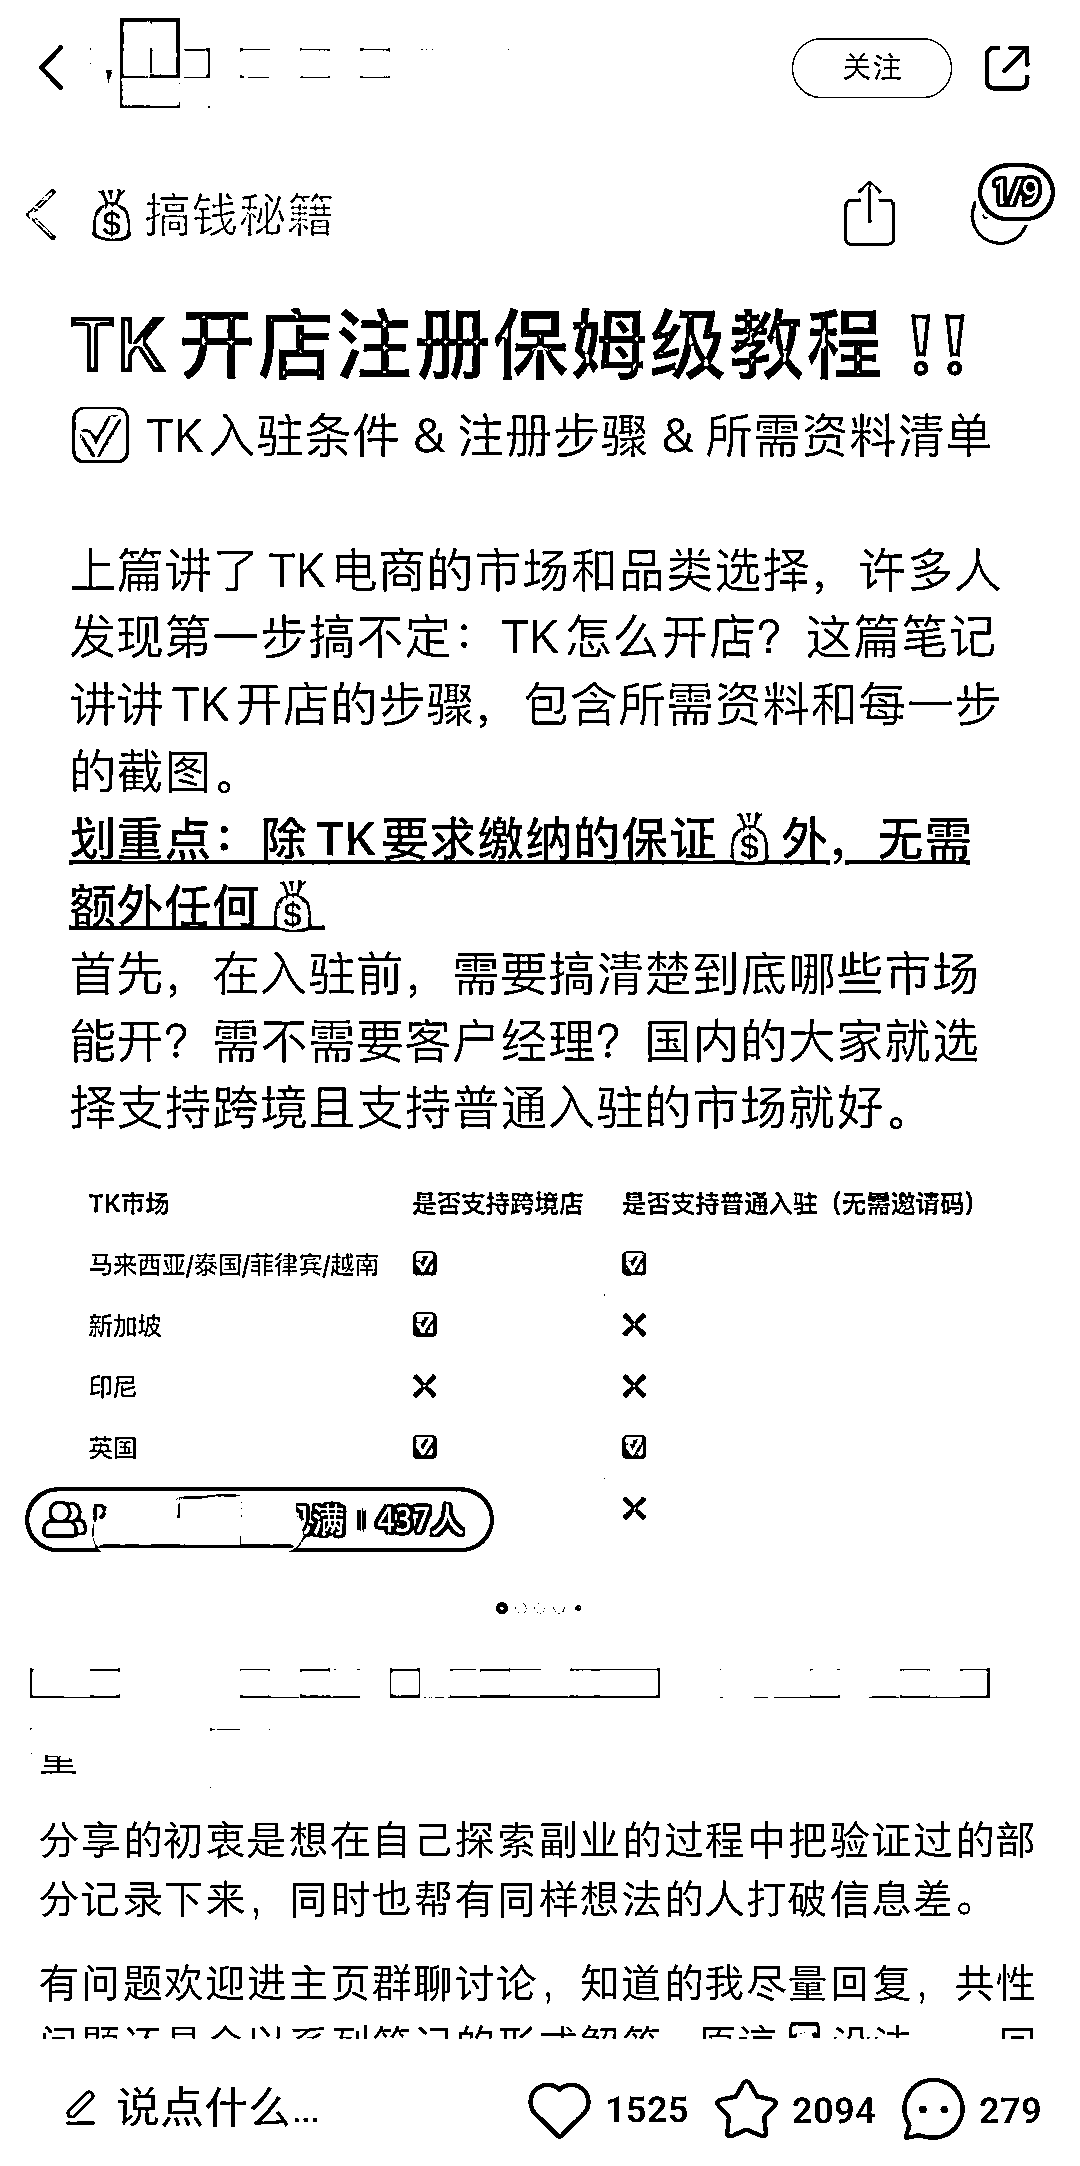 关注
💰搞钱秘籍
1/9
TK开店注册保姆级教程‼️
☑️ TK入驻条件 & 注册步骤 & 所需资料清单
上篇讲了TK电商的市场和品类选择，许多人
发现第一步搞不定：TK怎么开店？这篇笔记
讲讲TK开店的步骤，包含所需资料和每一步
的截图。
划重点：除TK要求缴纳的保证💰外，无需
额外任何💰
首先，在入驻前，需要搞清楚到底哪些市场
能开？需不需要客户经理？国内的大家就选
择支持跨境且支持普通入驻的市场就好。
TK市场 是否支持跨境店 是否支持普通入驻（无需邀请码）
马来西亚/泰国/菲律宾/越南 ☑ ☑
新加坡 ☑ ✕
印尼 ✕ ✕
英国 ☑ ☑
满 437人 ✕
分享的初衷是想在自己探索副业的过程中把验证过的部
分记录下来，同时也帮有同样想法的人打破信息差。
有问题欢迎进主页群聊讨论，知道的我尽量回复，共性
说点什么... 1525 2094 279